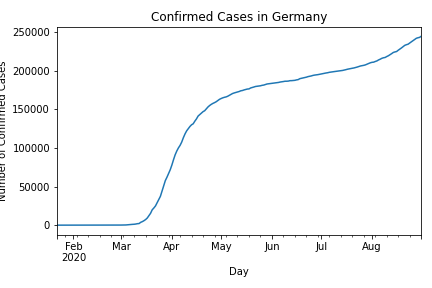 Confirmed Cases in Germany
250000
200000
150000
100000
50000
0
Number of Confirmed Cases
Feb Mar Apr May Jun Jul Aug
2020
Day